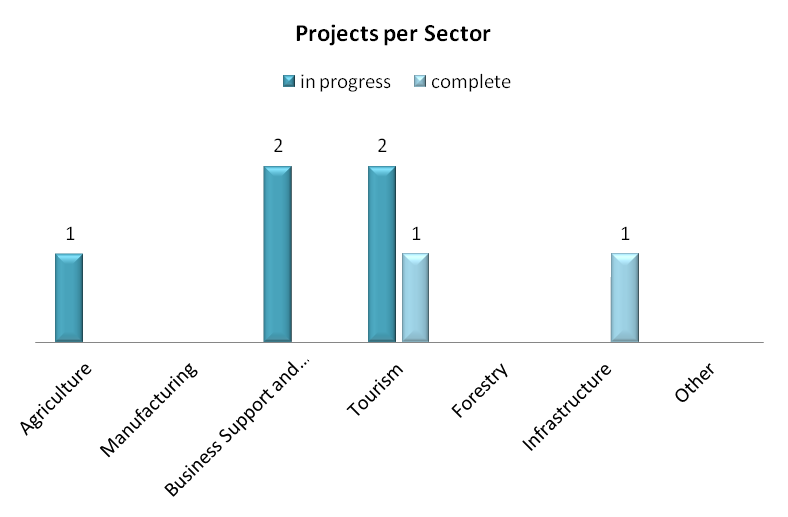 Projects per Sector
in progress complete
2 2
1 1 1
Agriculture
Manufacturing
Business Support and...
Tourism
Forestry
Infrastructure
Other